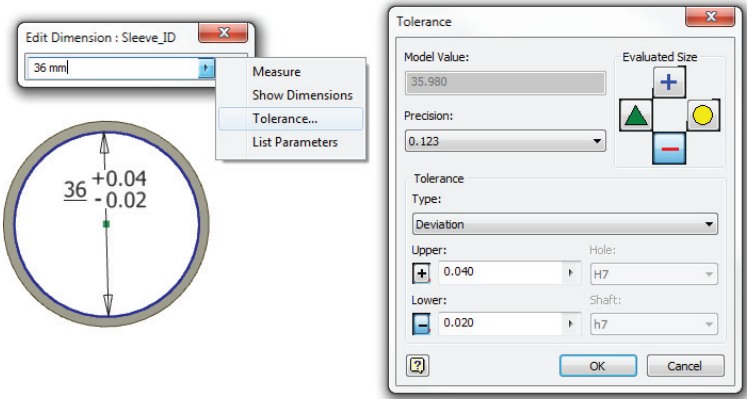 Edit Dimension : Sleeve_ID
36 mm
Measure
Show Dimensions
Tolerance...
List Parameters
36 +0.04
-0.02
Tolerance
Model Value:
35.980
Evaluated Size
Precision:
0.123
Tolerance
Type:
Deviation
Upper:
0.040
Hole:
H7
Lower:
0.020
Shaft:
h7
OK
Cancel